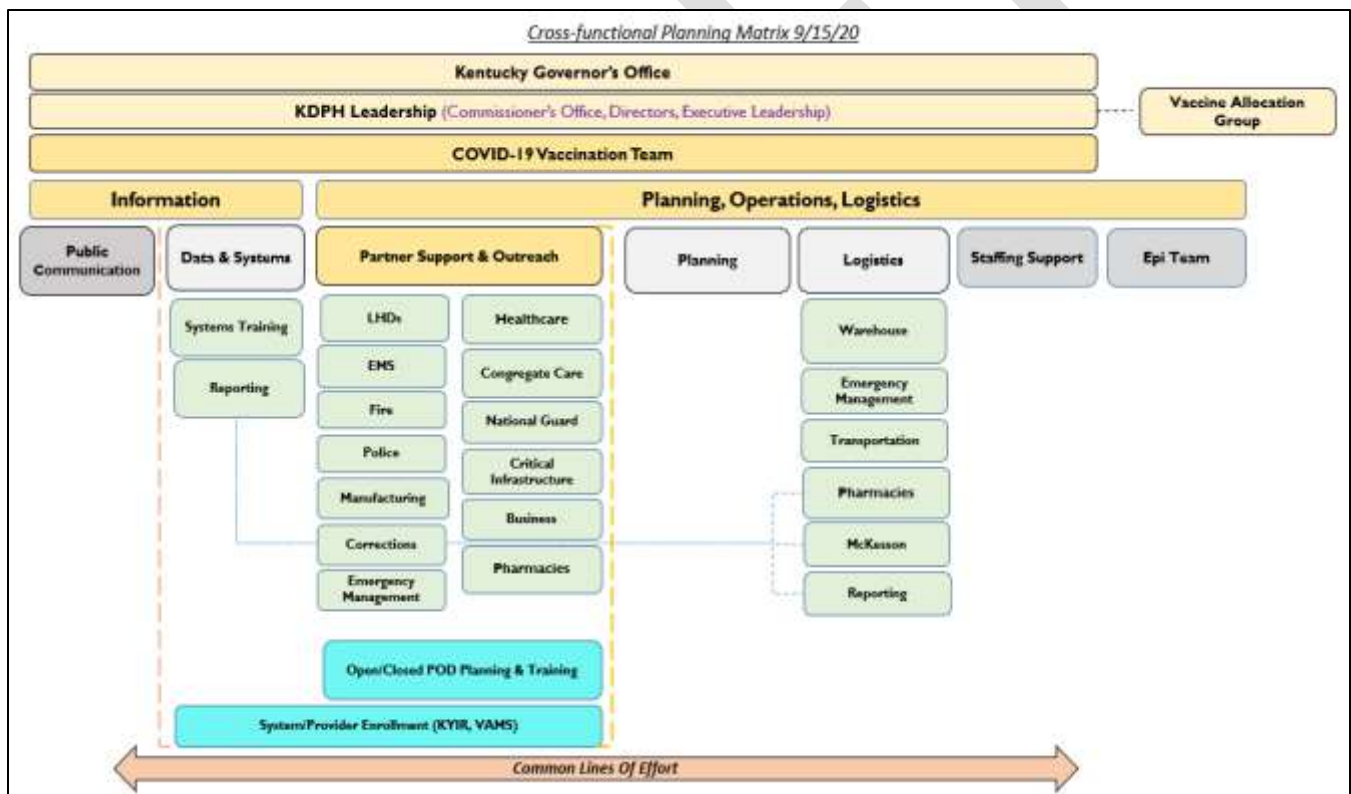 Cross-functional Planning Matrix 9/15/20
Kentucky Governor's Office
KDPH Leadership (Commissioner's Office, Directors, Executive Leadership)
Vaccine Allocation
Group
COVID-19 Vaccination Team
Information
Planning, Operations, Logistics
Public
Communication
Data & Systems
Partner Support & Outreach
Planning
Logistics
Staffing Support
Epi Team
Systems Training
Reporting
LHDs
EMS
Fire
Police
Manufacturing
Corrections
Emergency
Management
Healthcare
Congregate Care
National Guard
Critical
Infrastructure
Business
Pharmacies
Warehouse
Emergency
Management
Transportation
Pharmacies
McKesson
Reporting
Open/Closed POD Planning & Training
System/Provider Enrollment (KYIR, VAMS)
Common Lines Of Effort